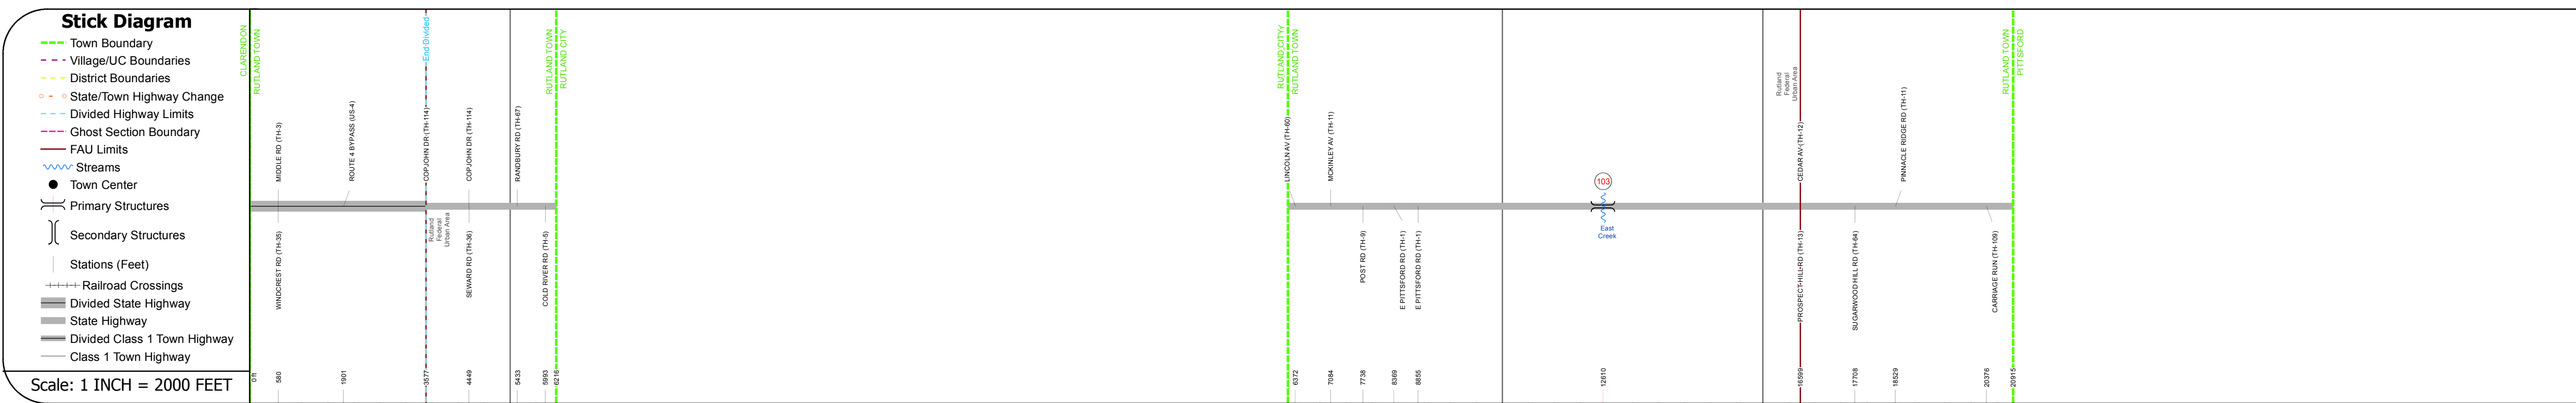 Stick Diagram
Town Boundary
Village/UC Boundaries
District Boundaries
State/Town Highway Change
Divided Highway Limits
Ghost Section Boundary
FAU Limits
Streams
Town Center
Primary Structures
Secondary Structures
Stations (Feet)
Railroad Crossings
Divided State Highway
State Highway
Divided Class 1 Town Highway
Class 1 Town Highway
Scale: 1 INCH = 2000 FEET
CLARENDON
RUTLAND TOWN
End Divided
RUTLAND TOWN
RUTLAND CITY
RUTLAND CITY
RUTLAND TOWN
RUTLAND TOWN
PITTSFORD
MIDDLE RD (TH-3)
ROUTE 4 BYPASS (US-4)
COPJOHN DR (TH-114)
COPJOHN DR (TH-114)
RANDBURY RD (TH-67)
LINCOLN AV (TH-60)
MCKINLEY AV (TH-11)
103
Rutland
Federal
Urban Area
CEDAR AV (TH-12)
PINNACLE RIDGE RD (TH-11)
WINDCREST RD (TH-35)
Rutland
Federal
Urban Area
SEWARD RD (TH-36)
COLD RIVER RD (TH-5)
POST RD (TH-9)
E PITTSFORD RD (TH-1)
E PITTSFORD RD (TH-1)
East
Creek
PROSPECT HILL RD (TH-13)
SUGARWOOD HILL RD (TH-64)
CARRIAGE RUN (TH-109)
0 ft
580
1901
3577
4449
5433
5993
6216
6372
7084
7738
8369
8855
12610
16599
17708
18529
20376
20915